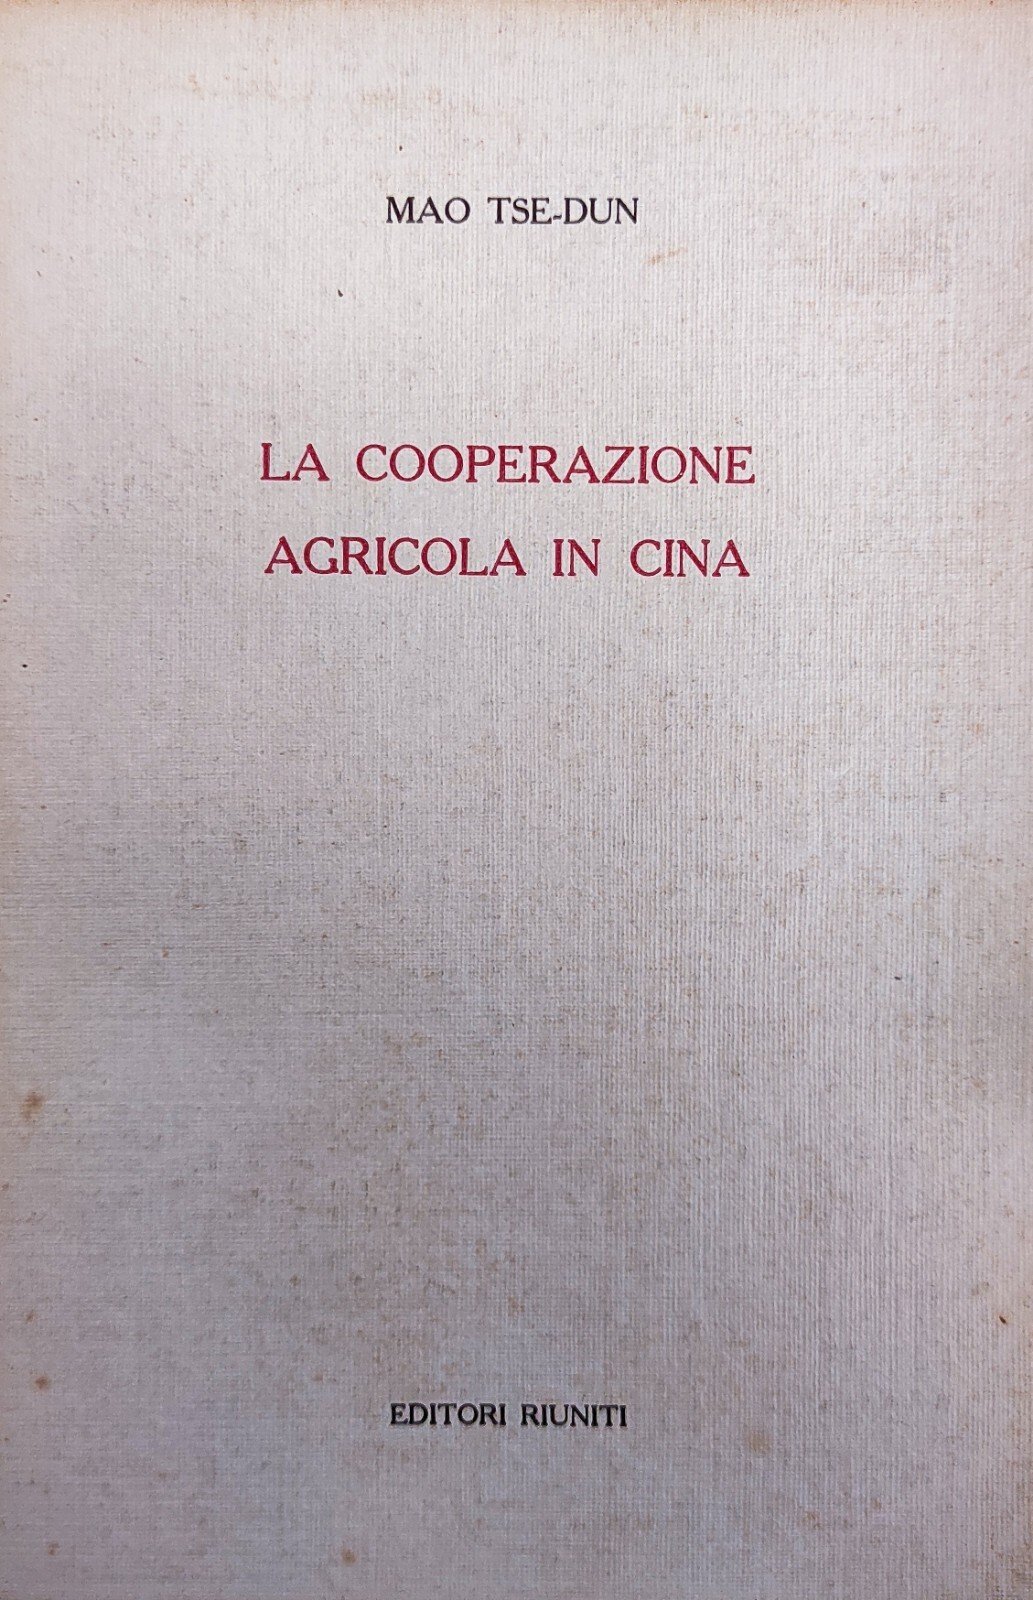 MAO TSE-DUN
LA COOPERAZIONE
AGRICOLA IN CINA
EDITORI RIUNITI